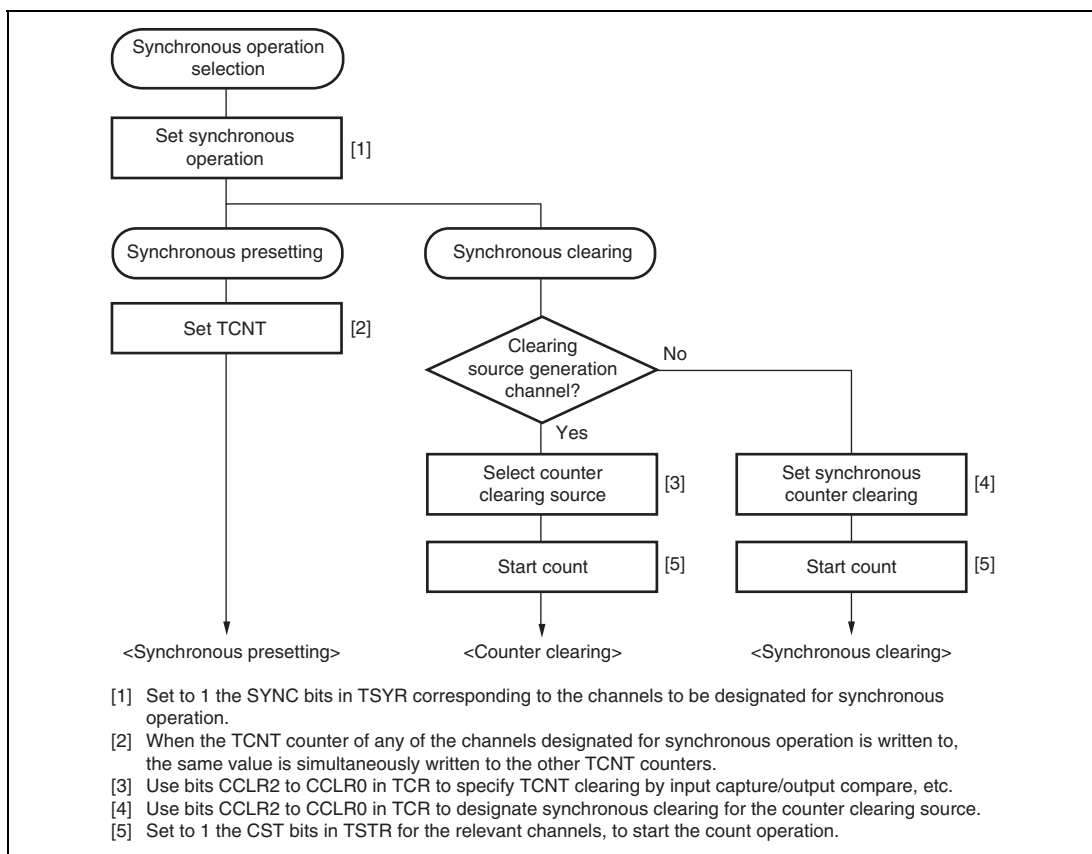 Synchronous operation
selection
Set synchronous
operation
[1]
Synchronous presetting
Synchronous clearing
Set TCNT
[2]
Clearing
source generation
channel?
No
Yes
Select counter
clearing source
[3]
Set synchronous
counter clearing
[4]
Start count
[5]
Start count
[5]
<Synchronous presetting>
<Counter clearing>
<Synchronous clearing>
[1] Set to 1 the SYNC bits in TSYR corresponding to the channels to be designated for synchronous
operation.
[2] When the TCNT counter of any of the channels designated for synchronous operation is written to,
the same value is simultaneously written to the other TCNT counters.
[3] Use bits CCLR2 to CCLR0 in TCR to specify TCNT clearing by input capture/output compare, etc.
[4] Use bits CCLR2 to CCLR0 in TCR to designate synchronous clearing for the counter clearing source.
[5] Set to 1 the CST bits in TSTR for the relevant channels, to start the count operation.